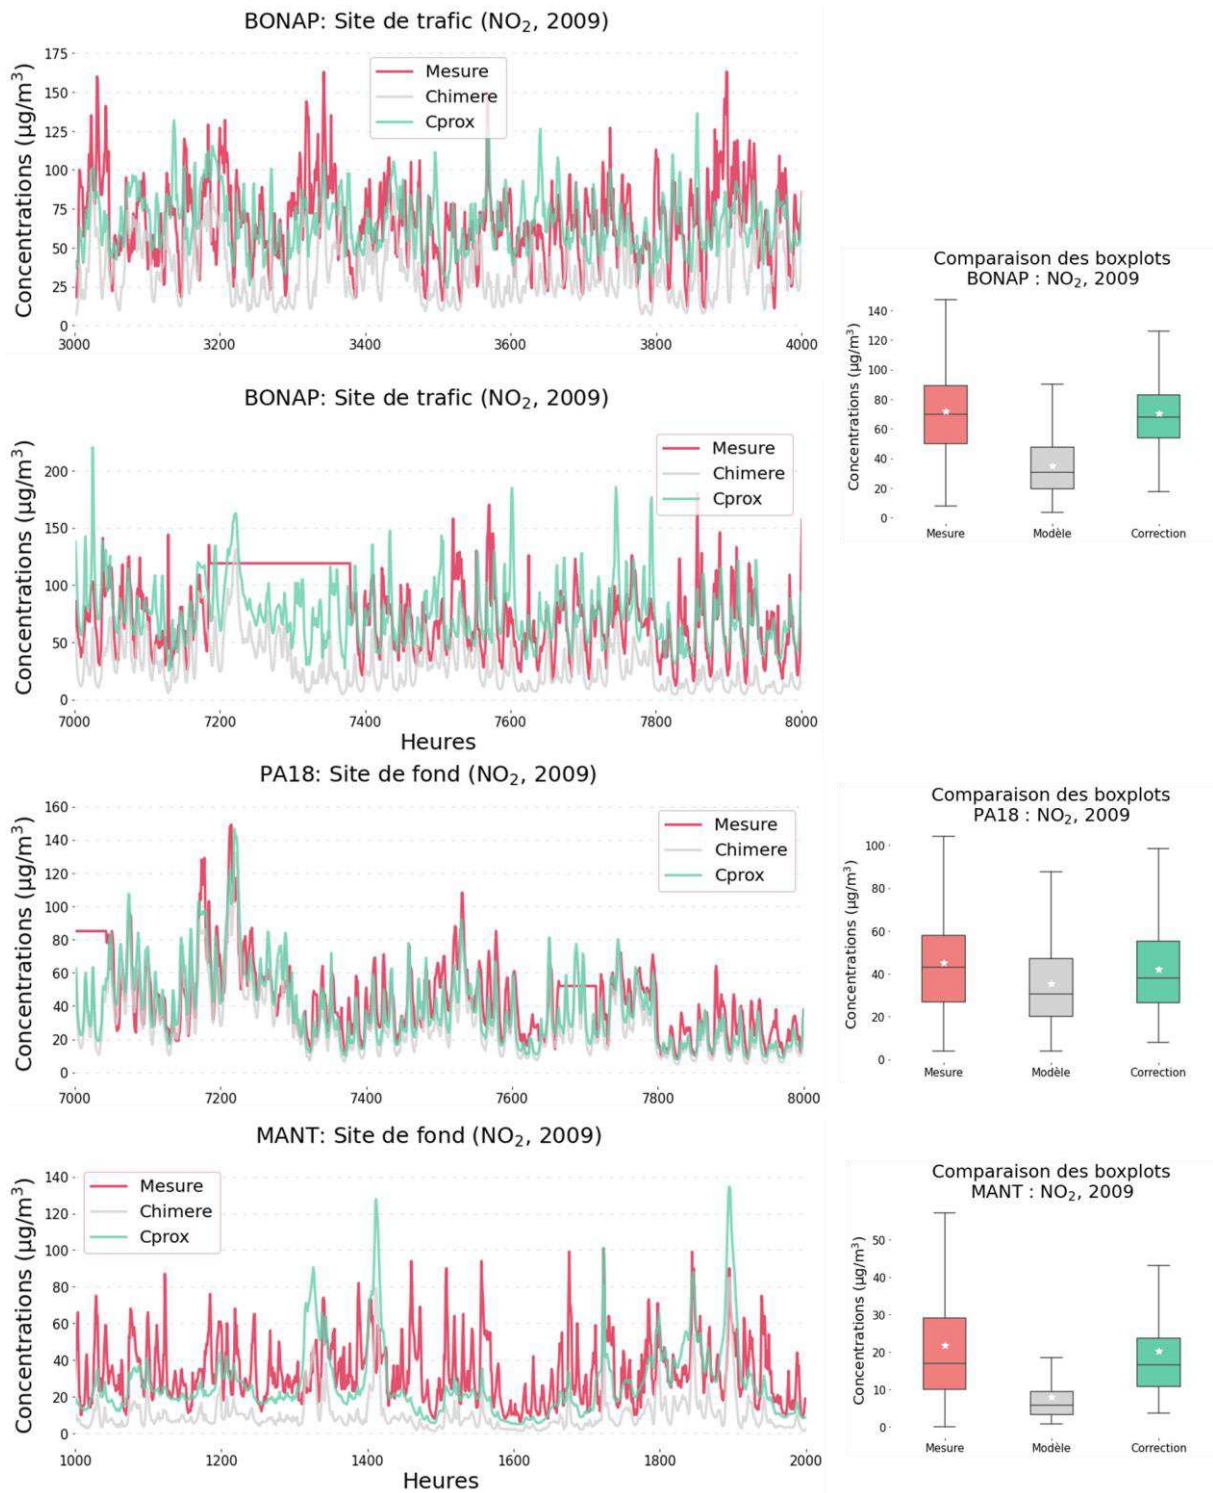 BONAP: Site de trafic (NO₂, 2009)
Concentrations (µg/m³)
175
150
125
100
75
50
25
0
Mesure
Chimere
Cprox
3000
3200
3400
3600
3800
4000
BONAP: Site de trafic (NO₂, 2009)
Concentrations (µg/m³)
200
150
100
50
0
Mesure
Chimere
Cprox
7000
7200
7400
7600
7800
8000
Heures
Comparaison des boxplots
BONAP : NO₂, 2009
Concentrations (µg/m³)
140
120
100
80
60
40
20
0
Mesure
Modèle
Correction
PA18: Site de fond (NO₂, 2009)
Concentrations (µg/m³)
160
140
120
100
80
60
40
20
0
Mesure
Chimere
Cprox
7000
7200
7400
7600
7800
8000
Comparaison des boxplots
PA18 : NO₂, 2009
Concentrations (µg/m³)
100
80
60
40
20
0
Mesure
Modèle
Correction
MANT: Site de fond (NO₂, 2009)
Concentrations (µg/m³)
140
120
100
80
60
40
20
0
Mesure
Chimere
Cprox
1000
1200
1400
1600
1800
2000
Heures
Comparaison des boxplots
MANT : NO₂, 2009
Concentrations (µg/m³)
50
40
30
20
10
0
Mesure
Modèle
Correction